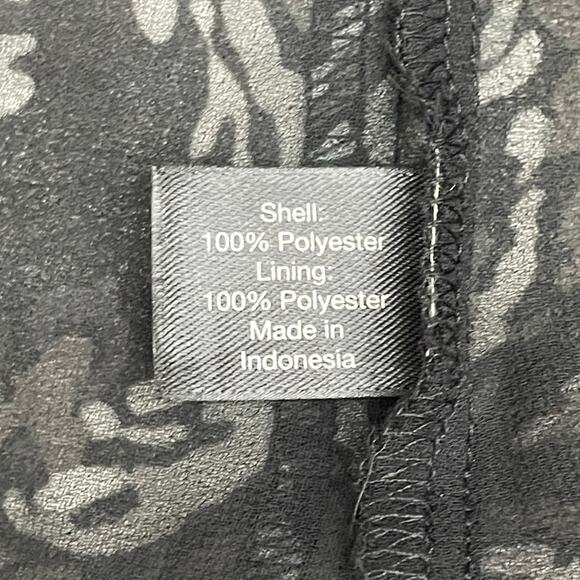 Shell:
100% Polyester
Lining:
100% Polyester
Made in
Indonesia